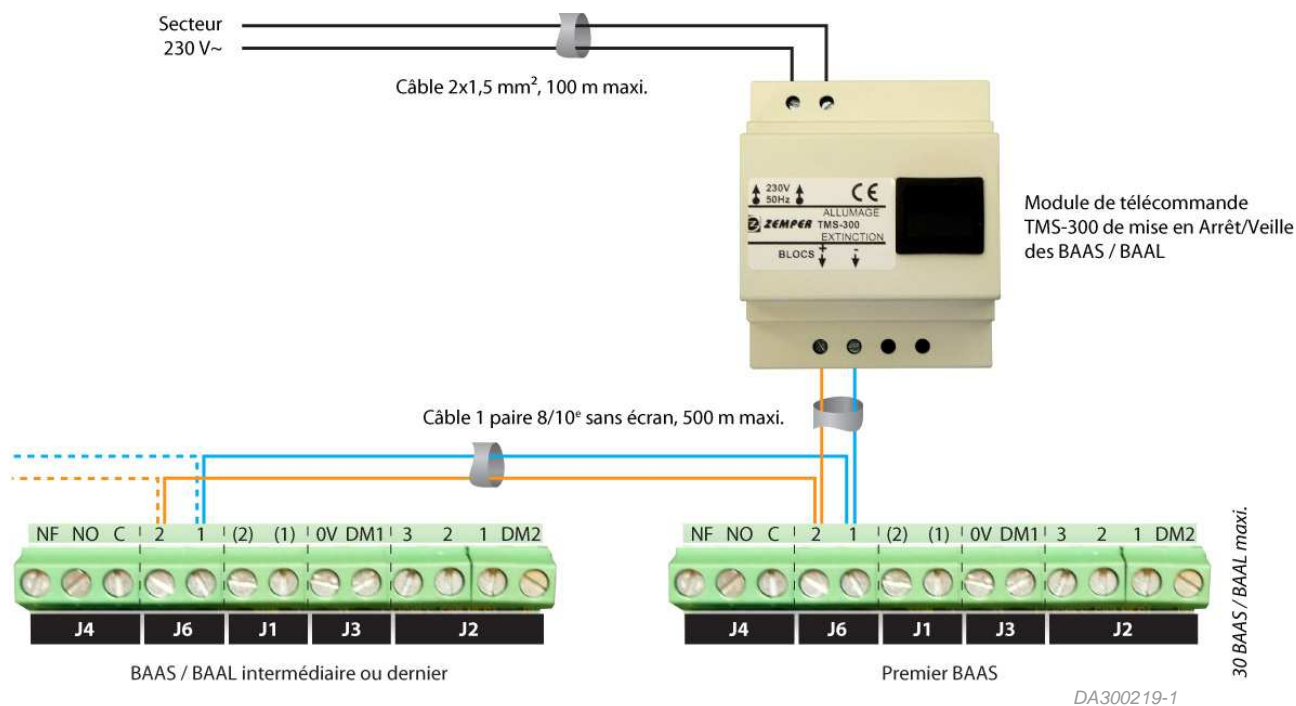 Secteur
230 V~
Câble 2x1,5 mm², 100 m maxi.
230V
50Hz
CE
ALLUMAGE
ZEMPER TMS-300
EXTINCTION
BLOCS + -
Module de télécommande
TMS-300 de mise en Arrêt/Veille
des BAAS / BAAL
Câble 1 paire 8/10e sans écran, 500 m maxi.
NF NO C 2 1 (2) (1) 0V DM1 3 2 1 DM2
J4 J6 J1 J3 J2
BAAS / BAAL intermédiaire ou dernier
NF NO C 2 1 (2) (1) 0V DM1 3 2 1 DM2
J4 J6 J1 J3 J2
Premier BAAS
30 BAAS / BAAL maxi.
DA300219-1